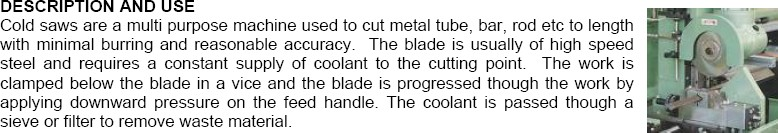 DESCRIPTION AND USE
Cold saws are a multi purpose machine used to cut metal tube, bar, rod etc to length
with minimal burring and reasonable accuracy.  The blade is usually of high speed
steel and requires a constant supply of coolant to the cutting point.  The work is
clamped below the blade in a vice and the blade is progressed though the work by
applying downward pressure on the feed handle. The coolant is passed though a
sieve or filter to remove waste material.